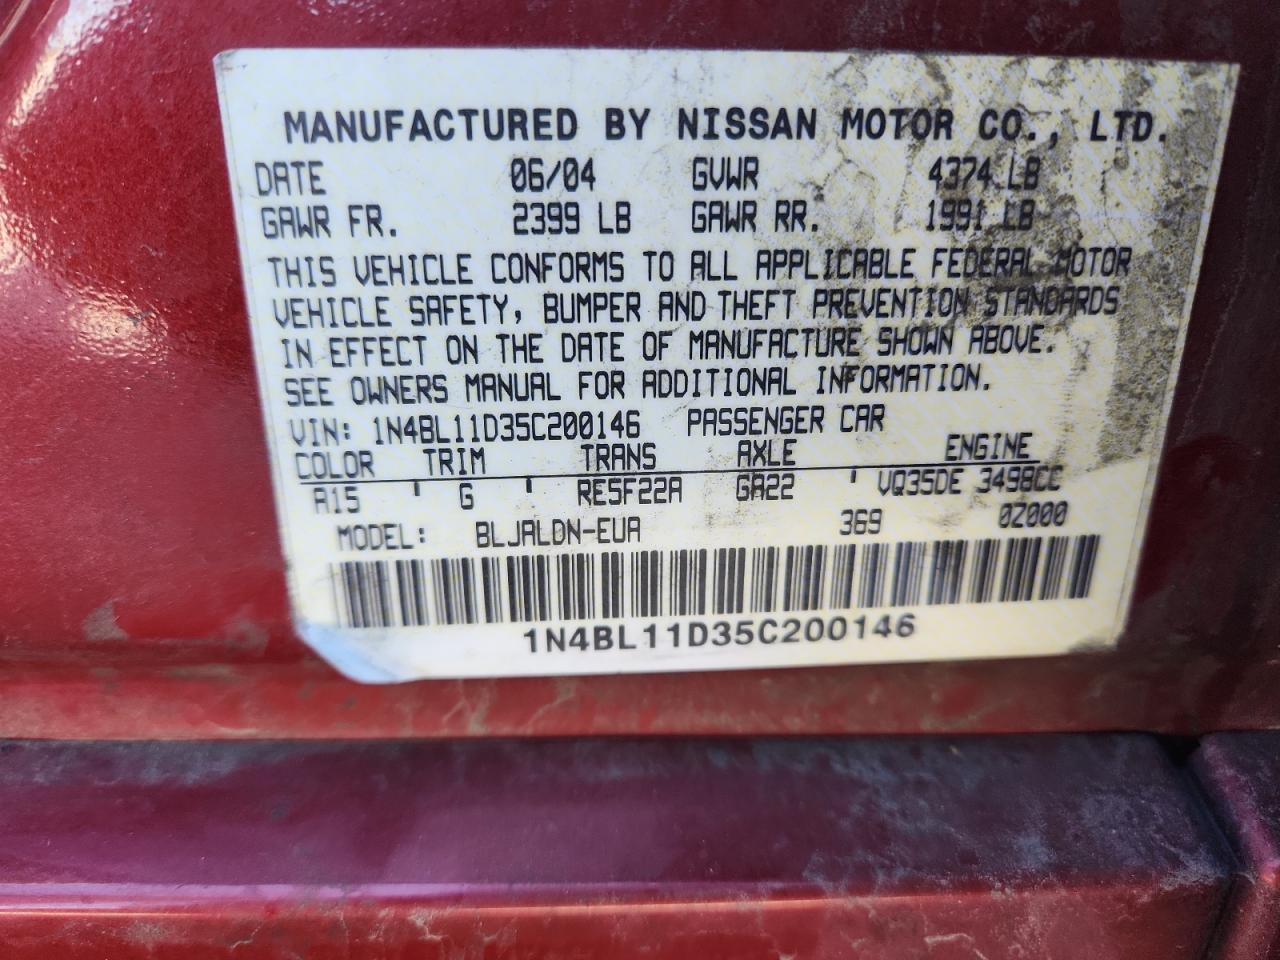 MANUFACTURED BY NISSAN MOTOR CO., LTD.
DATE 06/04 GVWR 4374 LB
GAWR FR. 2399 LB GAWR RR. 1991 LB
THIS VEHICLE CONFORMS TO ALL APPLICABLE FEDERAL MOTOR
VEHICLE SAFETY, BUMPER AND THEFT PREVENTION STANDARDS
IN EFFECT ON THE DATE OF MANUFACTURE SHOWN ABOVE.
SEE OWNERS MANUAL FOR ADDITIONAL INFORMATION.
VIN: 1N4BL11D35C200146 PASSENGER CAR
COLOR TRIM TRANS AXLE ENGINE
A15 ' G ' RE5F22A GA22 ' VQ35DE 3498CC
MODEL: BLJALDN-EUA 369 0Z000
1N4BL11D35C200146